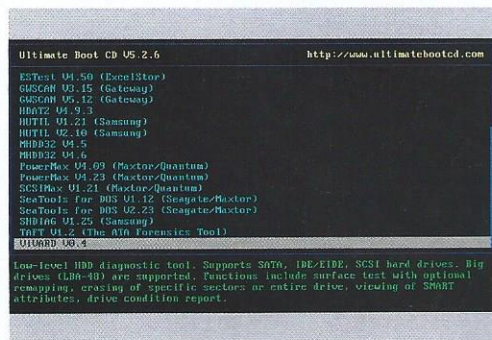 Ultimate Boot CD V5.2.6 http://www.ultimatebootcd.com
ESTest V4.50 (ExcelStor)
GWSCAN V3.15 (Gateway)
GWSCAN V5.12 (Gateway)
HDAT2 V4.9.3
HUTIL V1.21 (Samsung)
HUTIL V2.10 (Samsung)
MHDD32 V4.5
MHDD32 V4.6
PowerMax V4.09 (Maxtor/Quantum)
PowerMax V4.23 (Maxtor/Quantum)
SCSIMax V1.21 (Maxtor/Quantum)
SeaTools for DOS V1.12 (Seagate/Maxtor)
SeaTools for DOS V2.23 (Seagate/Maxtor)
SHDIAG V1.25 (Samsung)
TAFT V1.2 (The ATA Forensics Tool)
ViVARD V0.4
Low-level HDD diagnostic tool. Supports SATA, IDE/EIDE, SCSI hard drives. Big
drives (LBA-48) are supported. Functions include surface test with optional
remapping, erasing of specific sectors or entire drive, viewing of SMART
attributes, drive condition report.